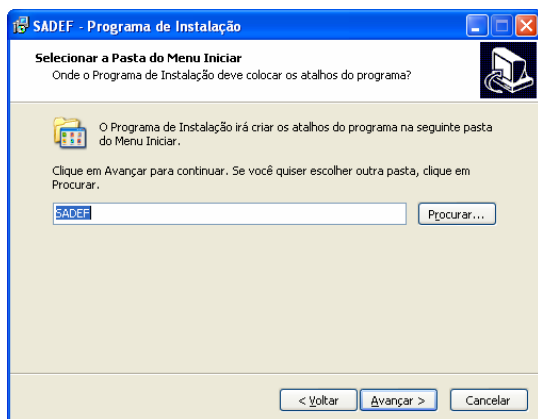 SADEF - Programa de Instalação
Selecionar a Pasta do Menu Iniciar
Onde o Programa de Instalação deve colocar os atalhos do programa?
O Programa de Instalação irá criar os atalhos do programa na seguinte pasta
do Menu Iniciar.
Clique em Avançar para continuar. Se você quiser escolher outra pasta, clique em
Procurar.
SADEF
Procurar...
< Voltar
Avançar >
Cancelar